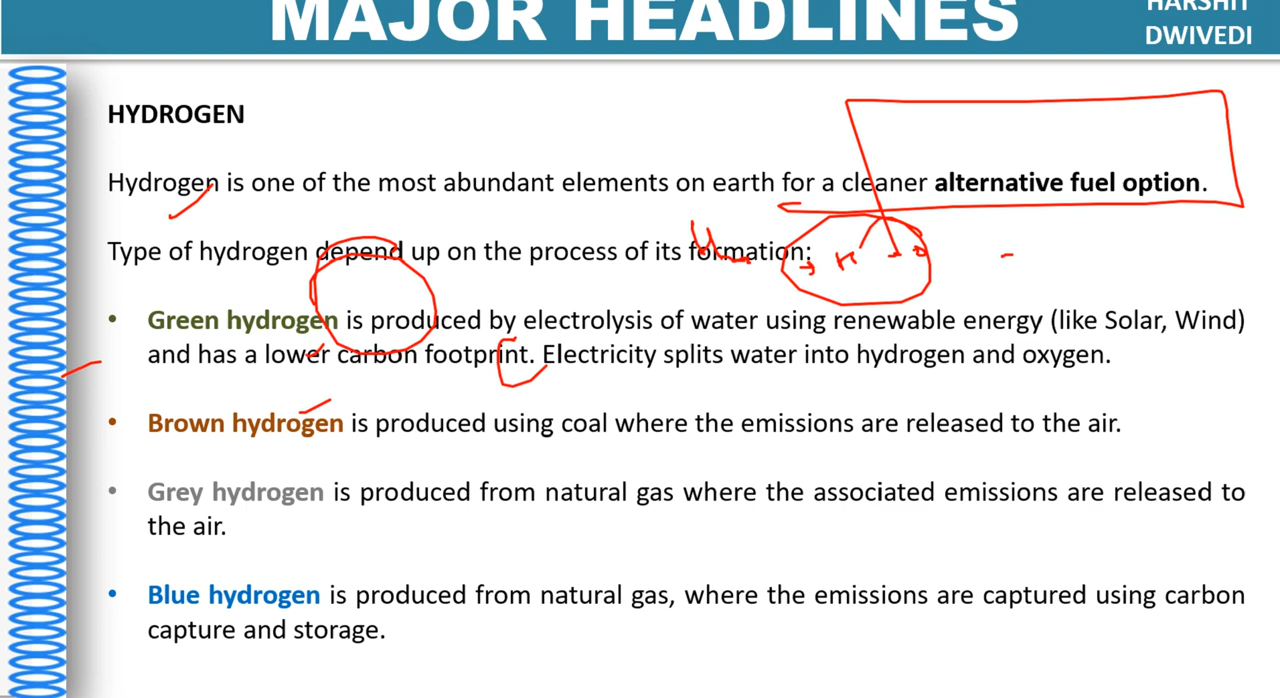 MAJOR HEADLINES
HARSHIT
DWIVEDI
HYDROGEN
Hydrogen is one of the most abundant elements on earth for a cleaner alternative fuel option.
Type of hydrogen depend up on the process of its formation:
• Green hydrogen is produced by electrolysis of water using renewable energy (like Solar, Wind)
and has a lower carbon footprint. Electricity splits water into hydrogen and oxygen.
• Brown hydrogen is produced using coal where the emissions are released to the air.
• Grey hydrogen is produced from natural gas where the associated emissions are released to
the air.
• Blue hydrogen is produced from natural gas, where the emissions are captured using carbon
capture and storage.